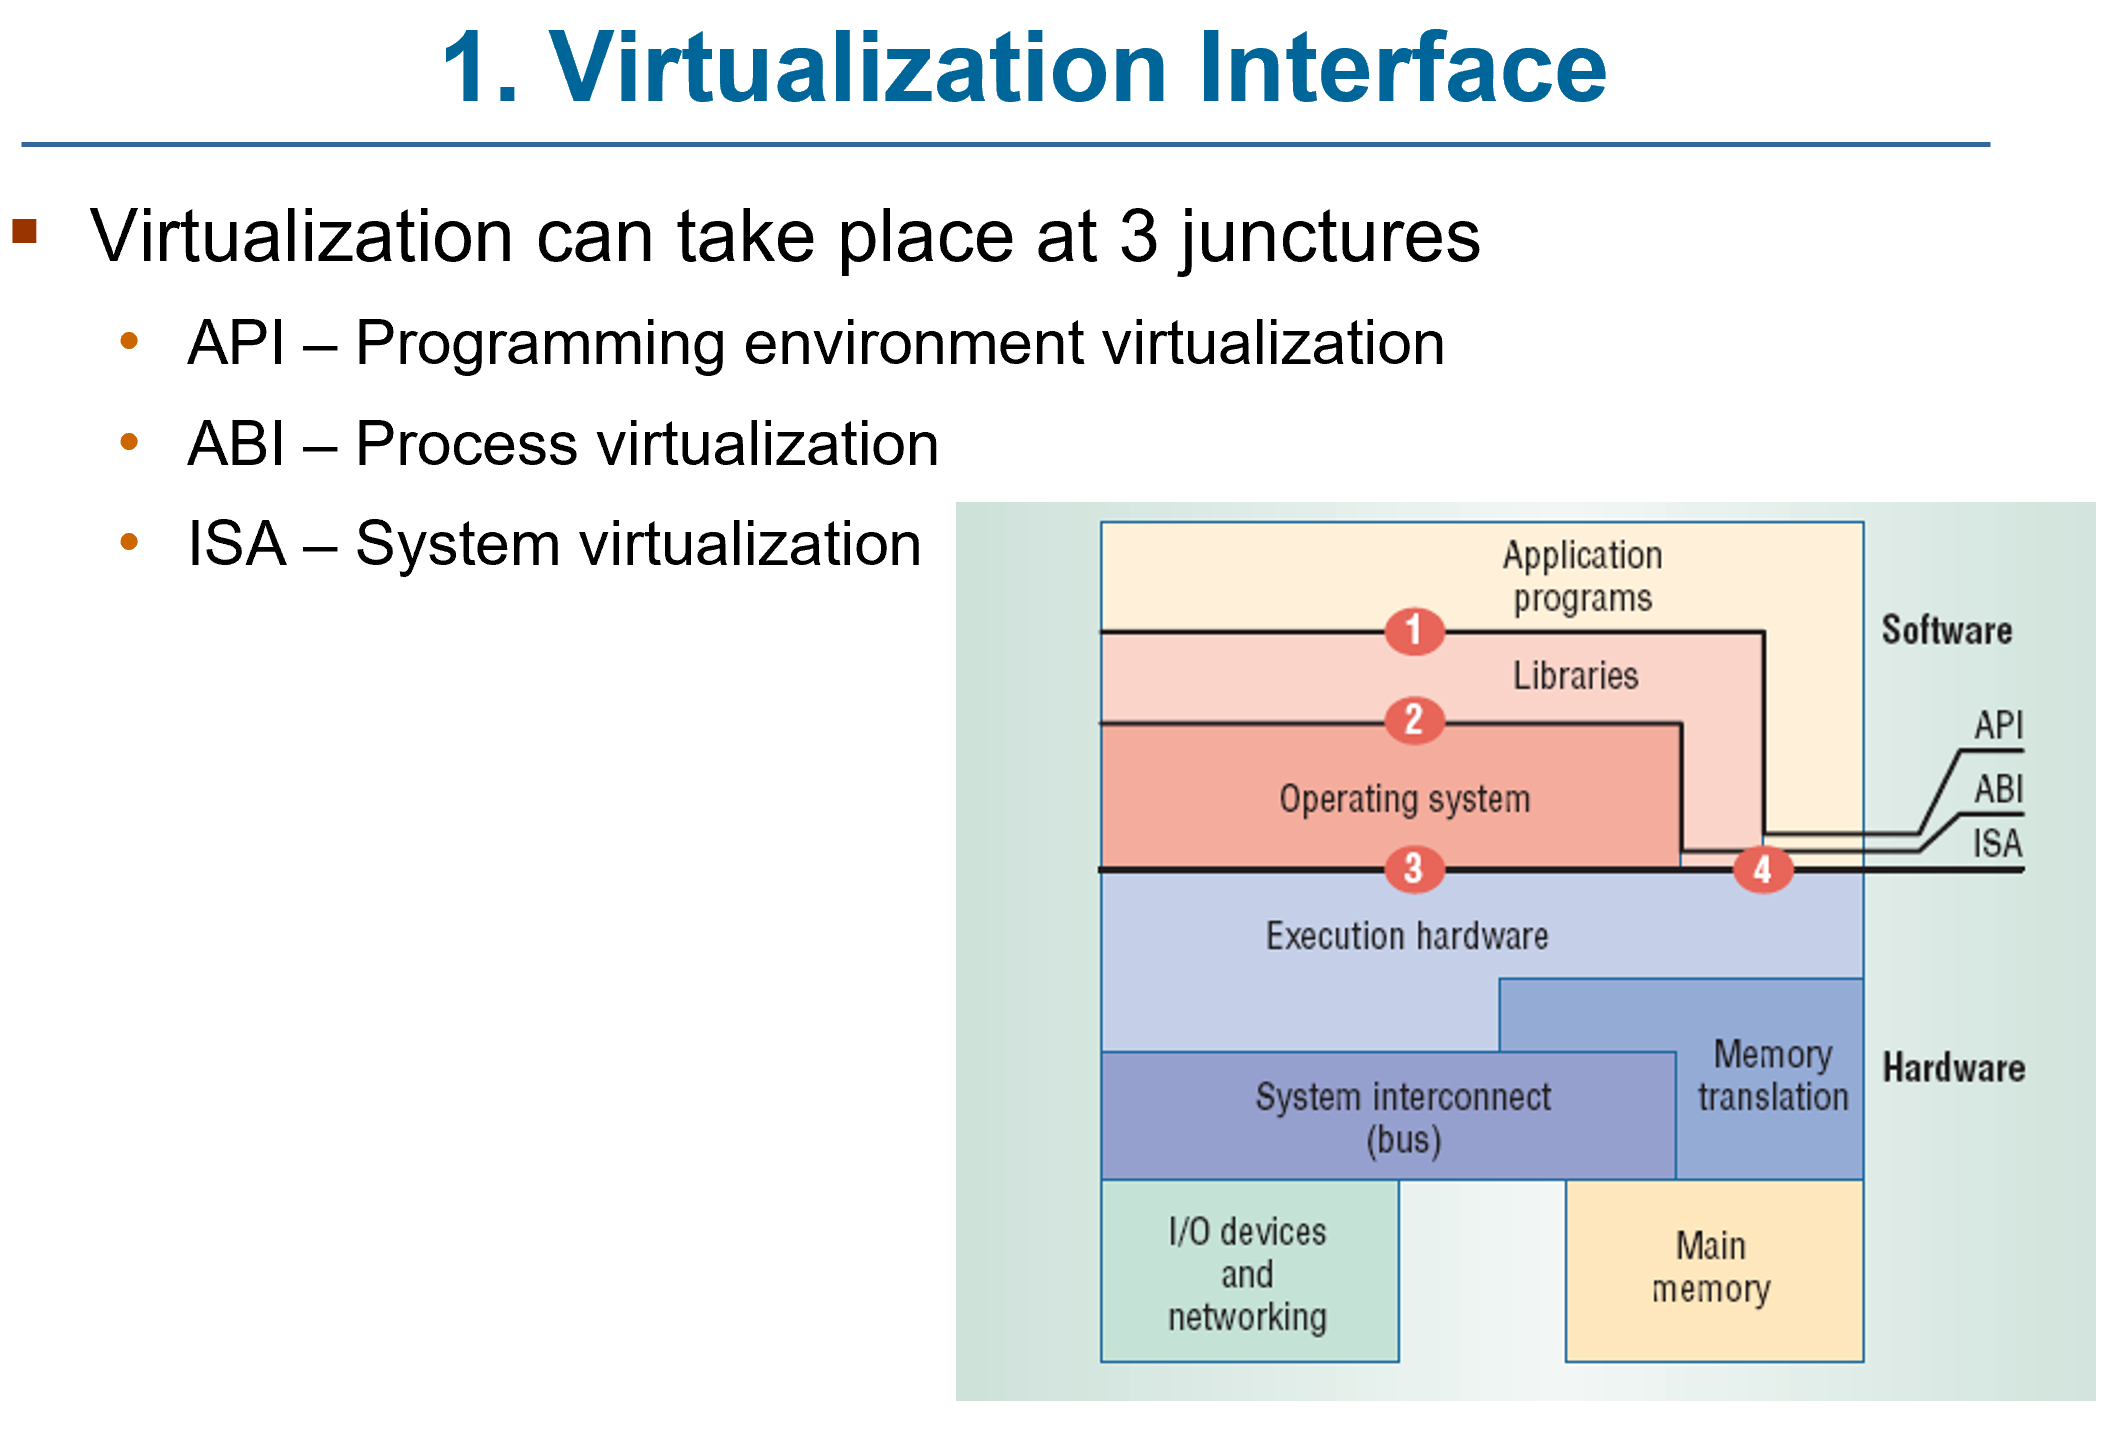 1. Virtualization Interface
Virtualization can take place at 3 junctures
API – Programming environment virtualization
ABI – Process virtualization
ISA – System virtualization
Application
programs
1
Software
Libraries
2
API
Operating system
ABI
ISA
3
4
Execution hardware
Memory
translation
Hardware
System interconnect
(bus)
I/O devices
and
networking
Main
memory